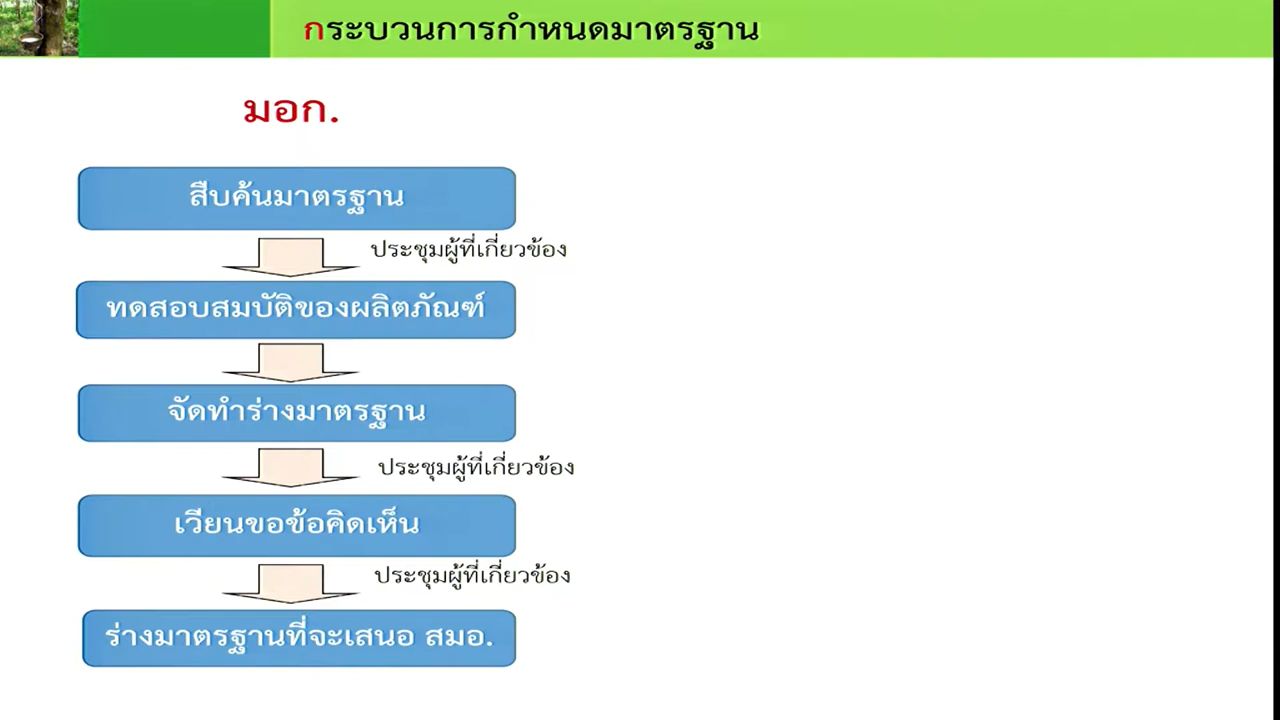 กระบวนการกำหนดมาตรฐาน
มอก.
สืบค้นมาตรฐาน
ประชุมผู้ที่เกี่ยวข้อง
ทดสอบสมบัติของผลิตภัณฑ์
จัดทำร่างมาตรฐาน
ประชุมผู้ที่เกี่ยวข้อง
เวียนขอข้อคิดเห็น
ประชุมผู้ที่เกี่ยวข้อง
ร่างมาตรฐานที่จะเสนอ สมอ.